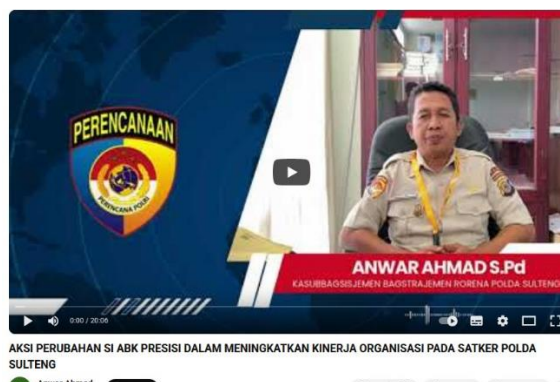 PERENCANAAN
PERENCANA POLRI
ANWAR AHMAD S.Pd
KASUBBAGSISJEMEN BAGSTRAJEMEN RORENA POLDA SULTENG
0:00 / 20:06
AKSI PERUBAHAN SI ABK PRESISI DALAM MENINGKATKAN KINERJA ORGANISASI PADA SATKER POLDA
SULTENG
Anwar Ahmad